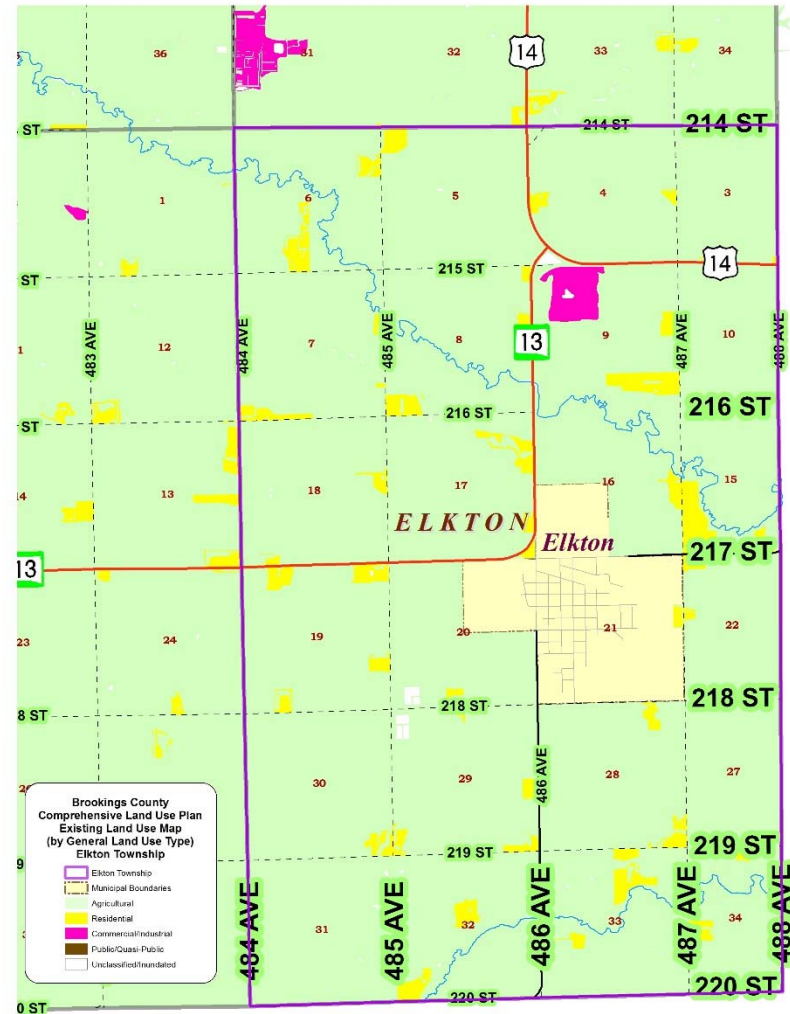 36
31
32
14
33
34
ST
214 ST
214 ST
1
6
5
4
3
ST
215 ST
14
483 AVE
484 AVE
485 AVE
13
487 AVE
1
12
7
8
9
10
ST
216 ST
216 ST
14
13
18
17
16
15
ELKTON
Elkton
217 ST
13
23
24
19
20
21
22
8 ST
218 ST
218 ST
486 AVE
30
29
28
27
9
219 ST
219 ST
31
32
33
34
484 AVE
485 AVE
486 AVE
487 AVE
488 AVE
0 ST
220 ST
220 ST
Brookings County
Comprehensive Land Use Plan
Existing Land Use Map
(by General Land Use Type)
Elkton Township
Elkton Township
Municipal Boundaries
Agricultural
Residential
Commercial/Industrial
Public/Quasi-Public
Unclassified/Inundated